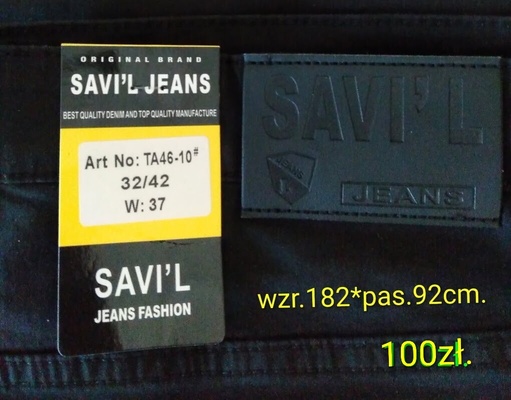 ORIGINAL BRAND
SAVI'L JEANS
BEST QUALITY DENIM AND TOP QUALITY MANUFACTURE
Art No: TA46-10#
32/42
W: 37
SAVI'L
JEANS FASHION
SAVI'L
JEANS
JEANS
wzr.182*pas.92cm.
100zł.